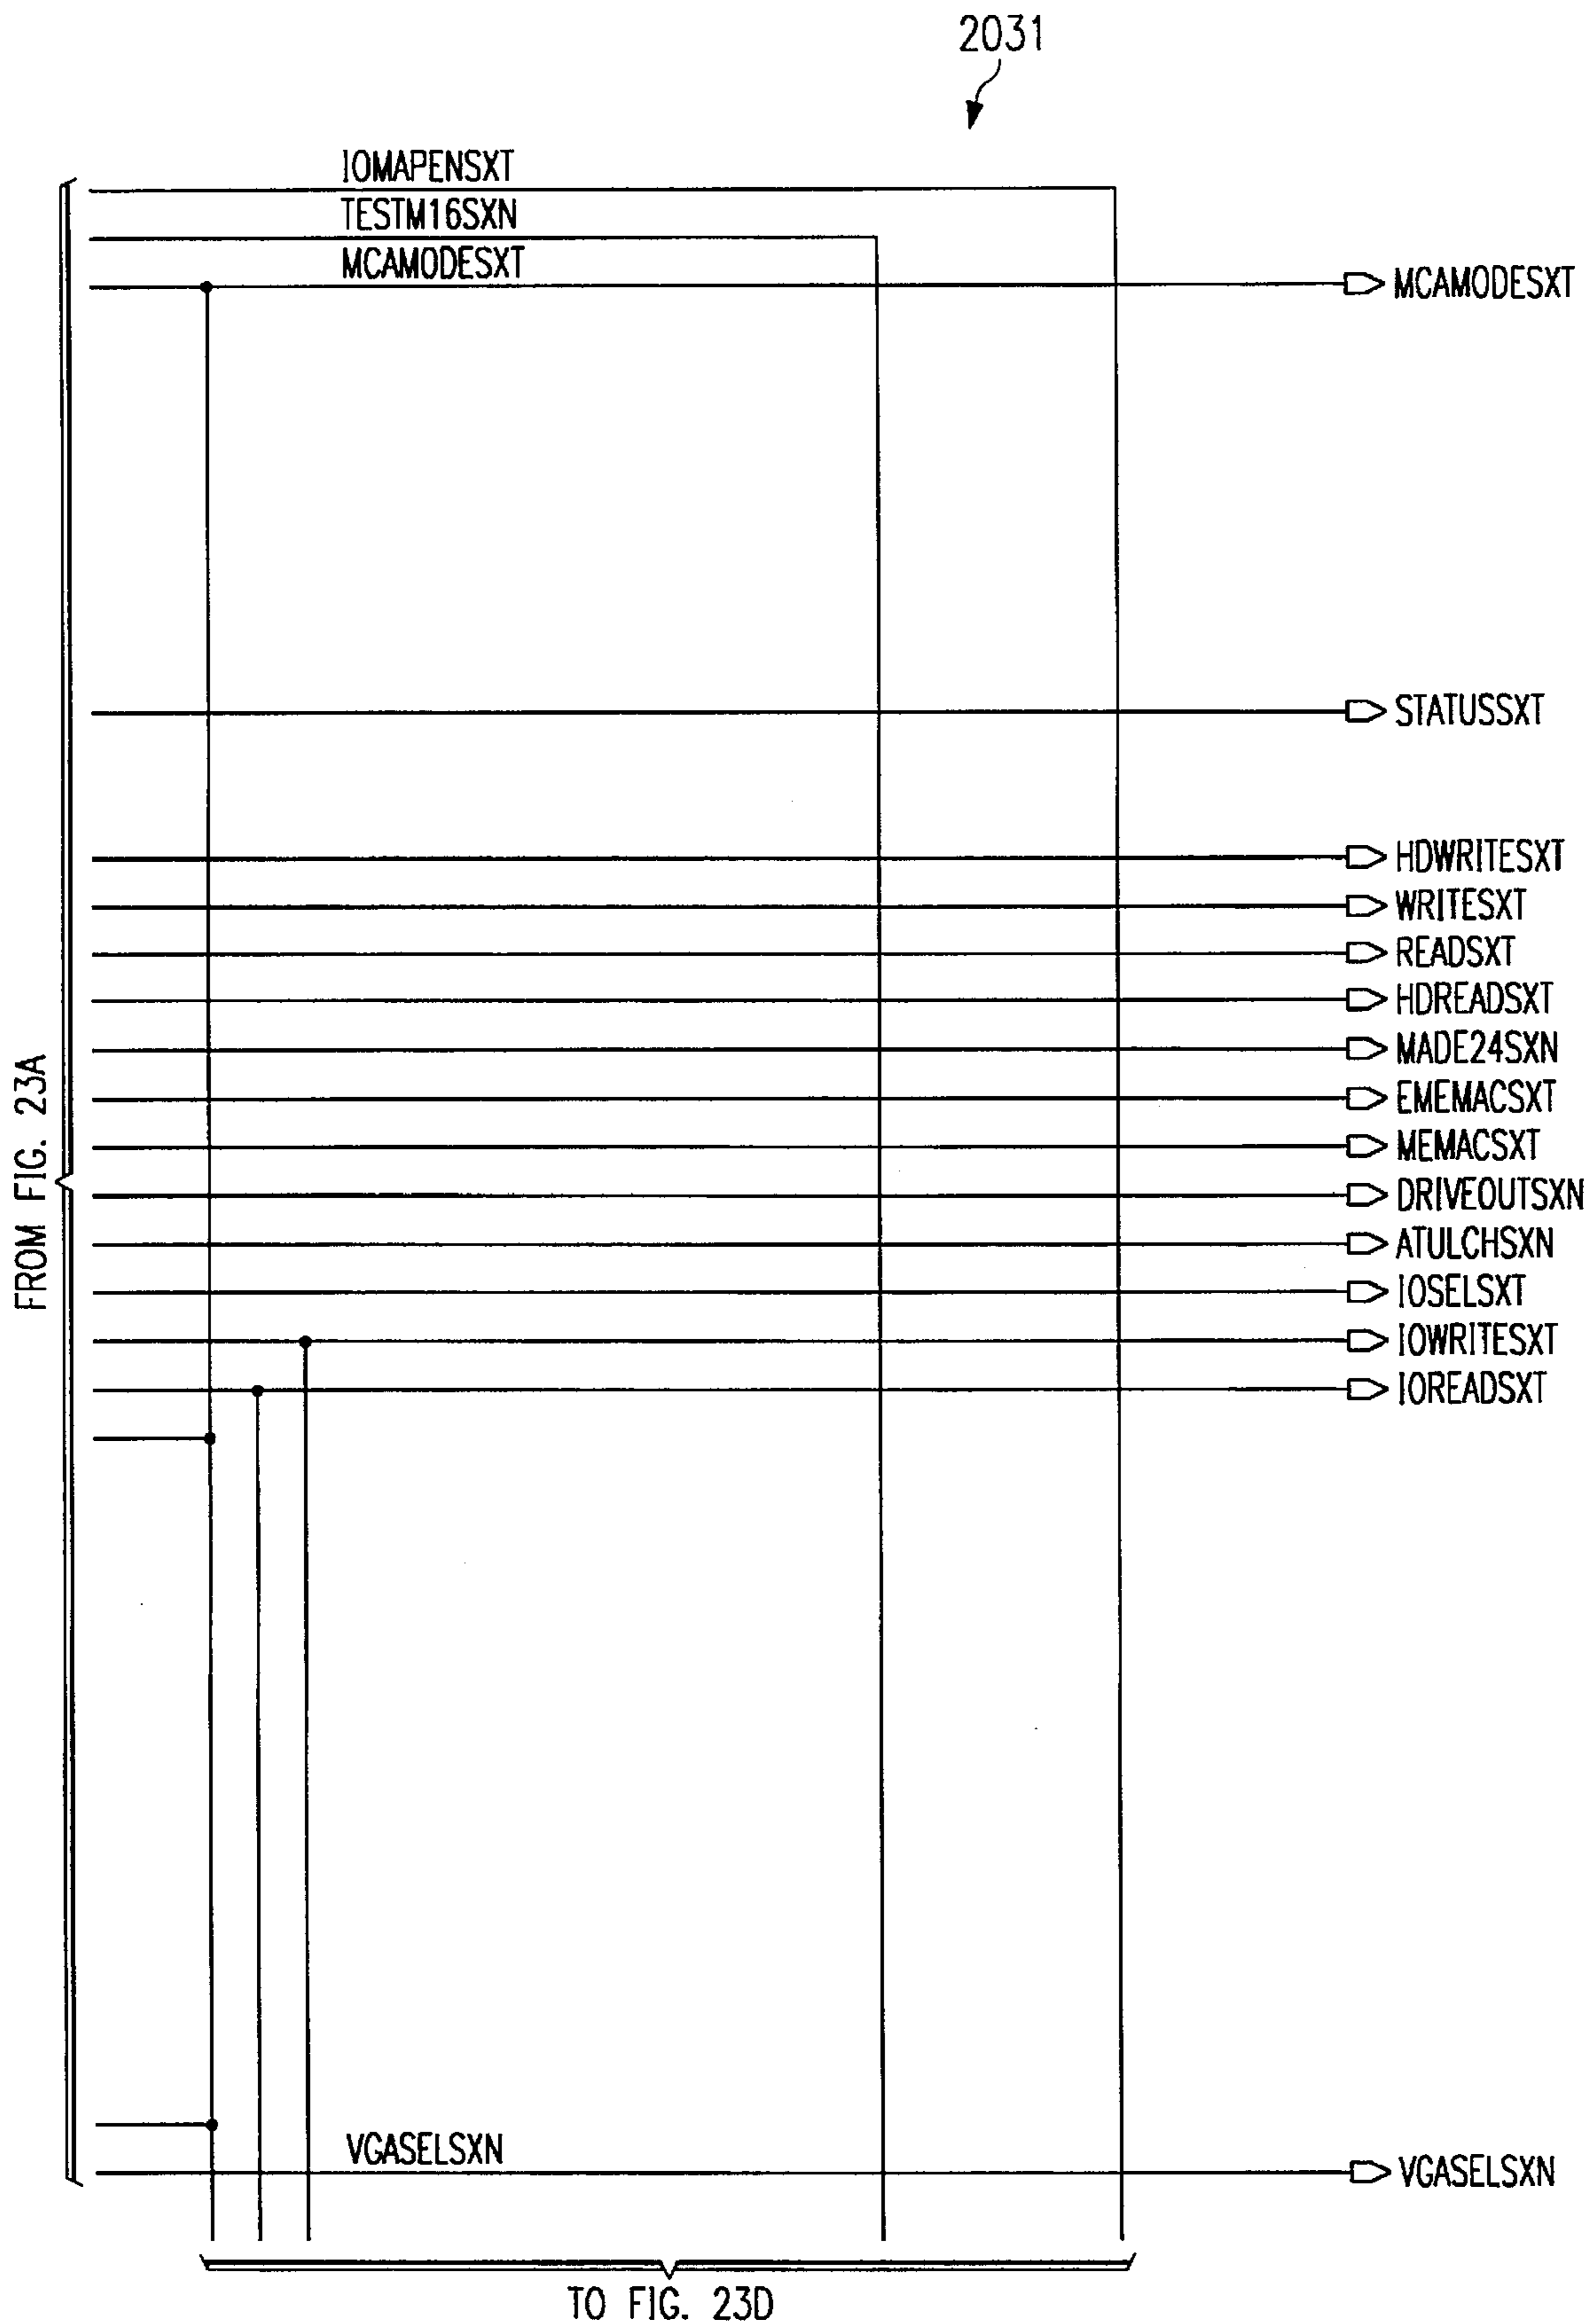 2031
IOMAPENSXT
TESTM16SXN
MCAMODESXT
MCAMODESXT
STATUSSXT
HDWRITESXT
WRITESXT
READSXT
HDREADSXT
MADE24SXN
EMEMACSXT
MEMACSXT
DRIVEOUTSXN
ATULCHSXN
IOSELSXT
IOWRITESXT
IOREADSXT
FROM FIG. 23A
VGASELSXN
VGASELSXN
TO FIG. 23D